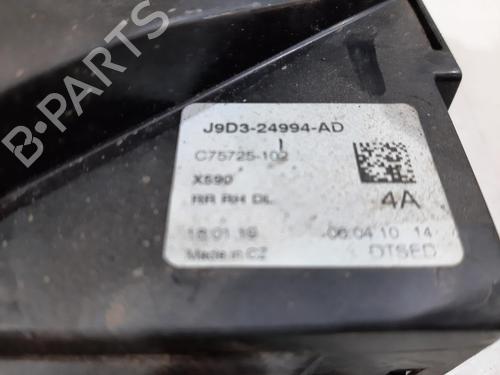 J9D3-24994-AD
C75725-102
X590
RR RH DL
4A
18.01.19 06:04 10 14
Made in CZ DTSED
B-PARTS